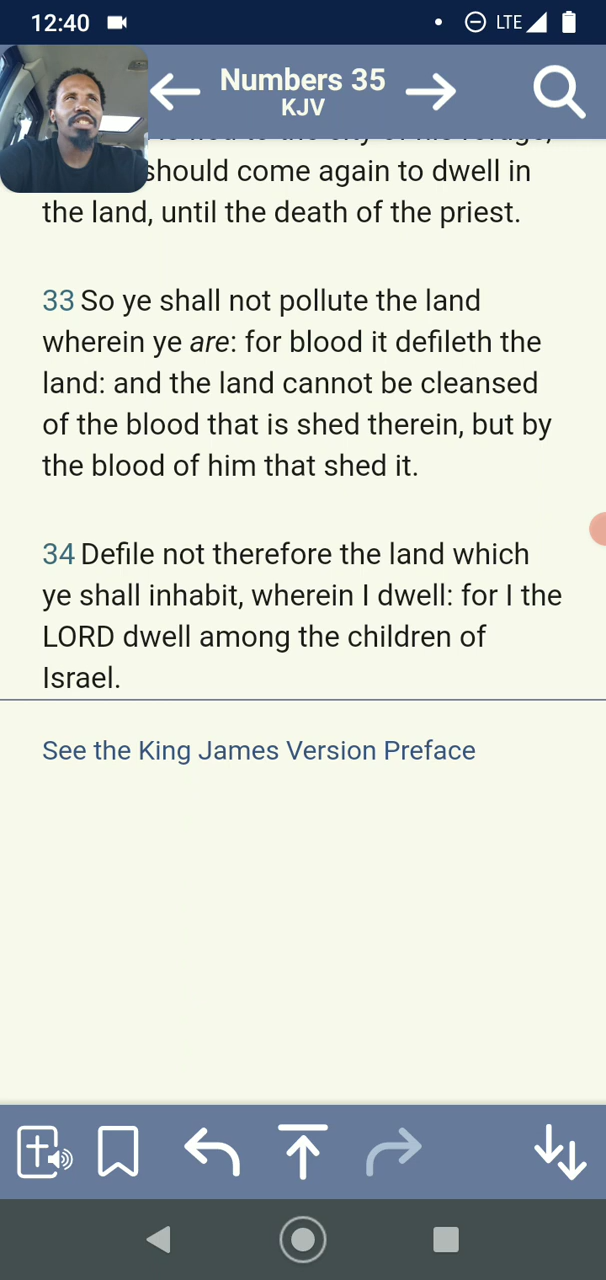 12:40
LTE
Numbers 35
KJV
should come again to dwell in
the land, until the death of the priest.
33 So ye shall not pollute the land
wherein ye are: for blood it defileth the
land: and the land cannot be cleansed
of the blood that is shed therein, but by
the blood of him that shed it.
34 Defile not therefore the land which
ye shall inhabit, wherein I dwell: for I the
LORD dwell among the children of
Israel.
See the King James Version Preface